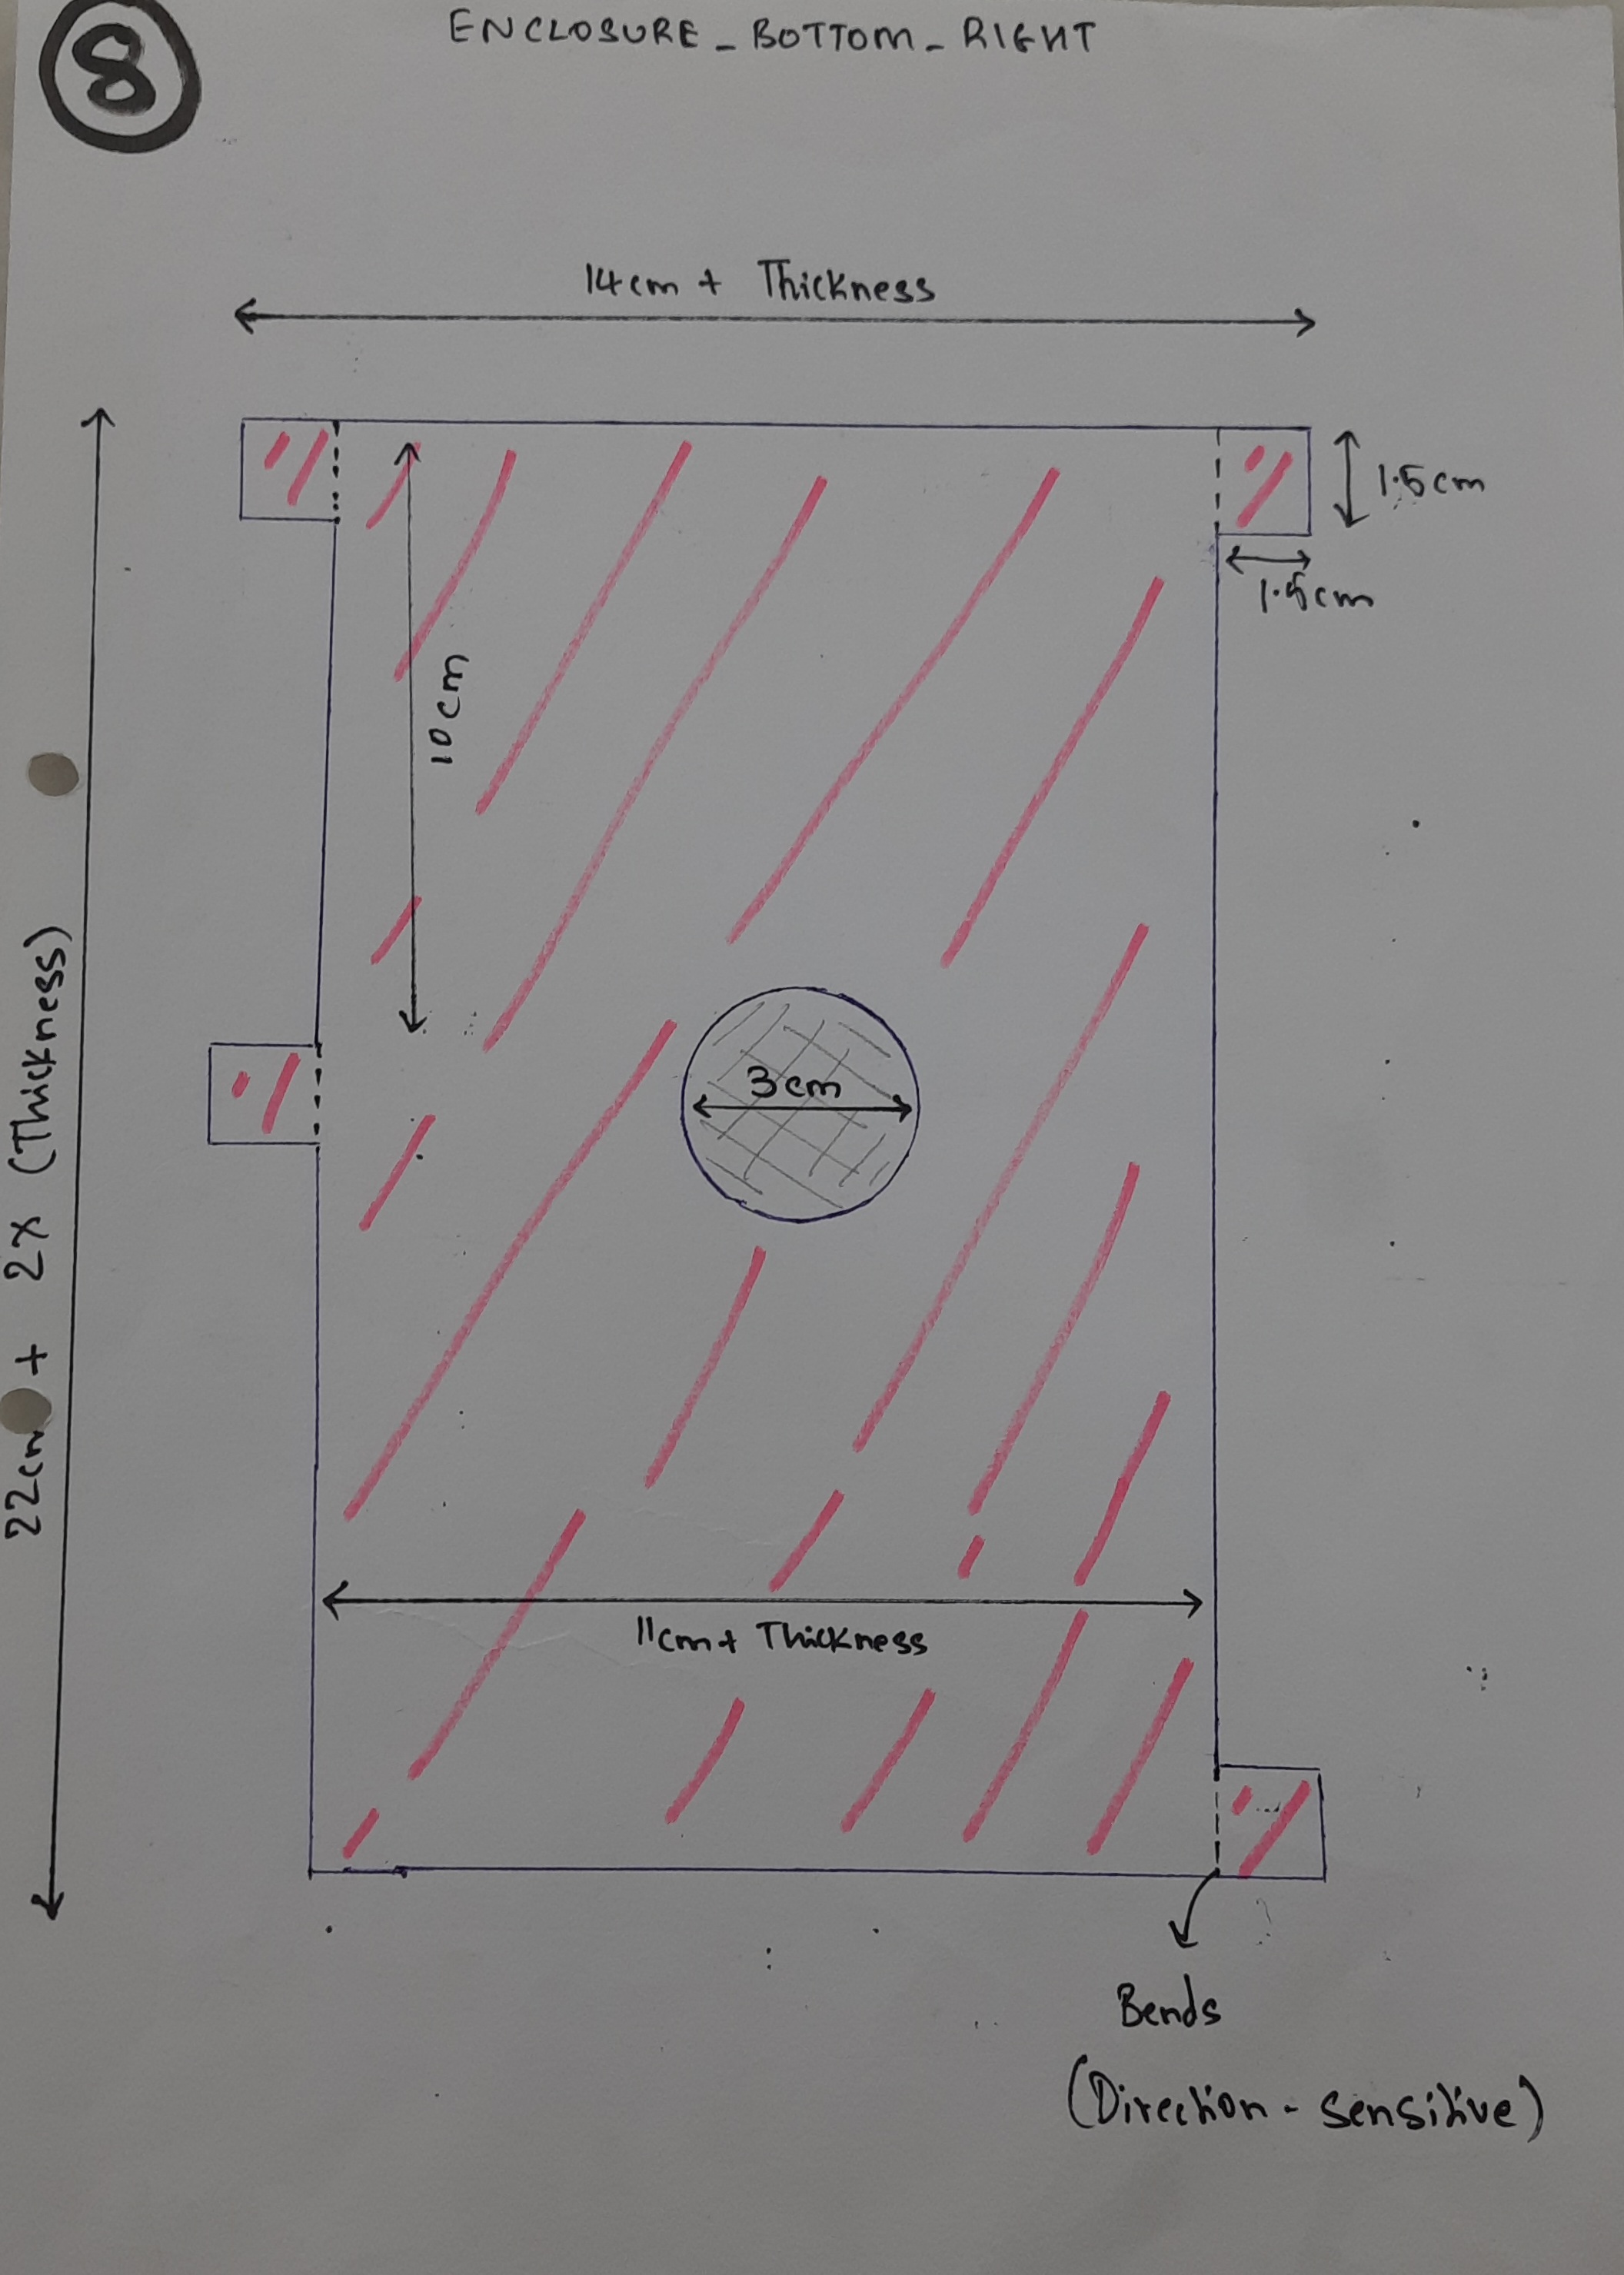 8
ENCLOSURE_BOTTOM_RIGHT
14cm + Thickness
1.5cm
1.5cm
10cm
22cm + 2x (Thickness)
3cm
11cm + Thickness
Bends
(Direction-sensitive)